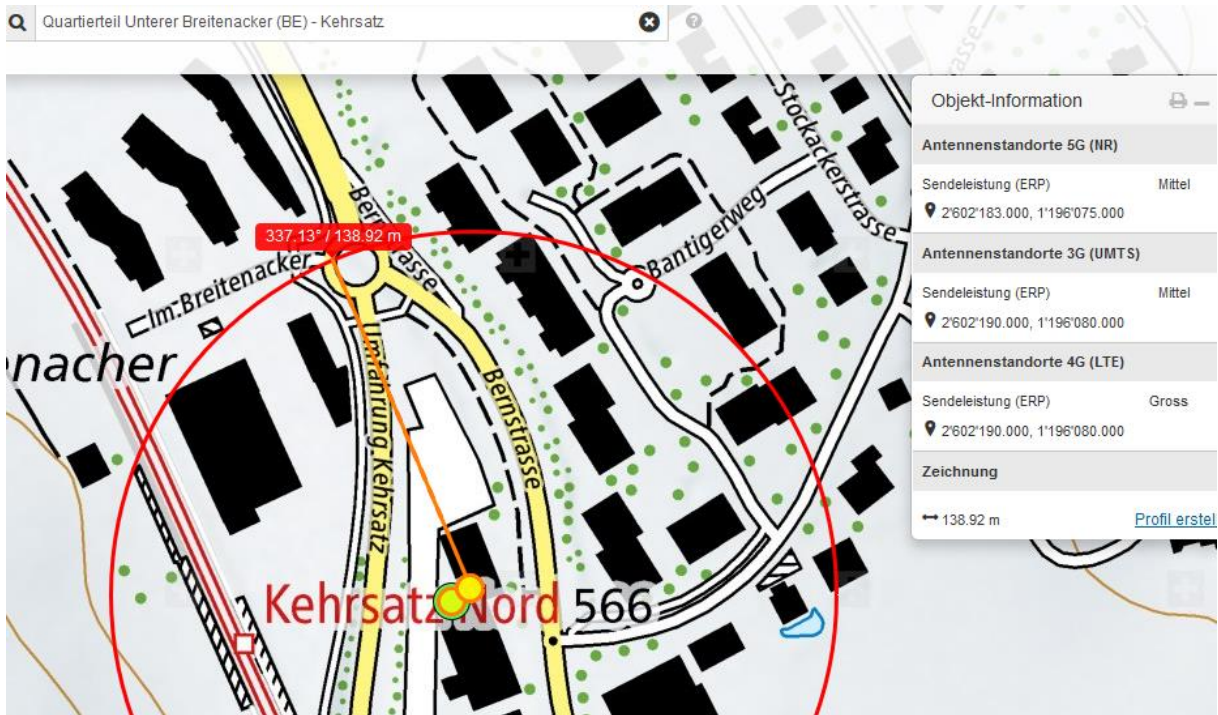 Quartierteil Unterer Breitenacker (BE) - Kehrsatz
Objekt-Information
Antennenstandorte 5G (NR)
Sendeleistung (ERP) Mittel
2'602'183.000, 1'196'075.000
Antennenstandorte 3G (UMTS)
Sendeleistung (ERP) Mittel
2'602'190.000, 1'196'080.000
Antennenstandorte 4G (LTE)
Sendeleistung (ERP) Gross
2'602'190.000, 1'196'080.000
Zeichnung
138.92 m Profil erstel
Stockackerstrasse
Bernstrasse
337.13° / 138.92 m
Bantigerweg
Im Breitenacker
nacher
Umfahrung Kehrsatz
Bernstrasse
Kehrsatz Nord 566